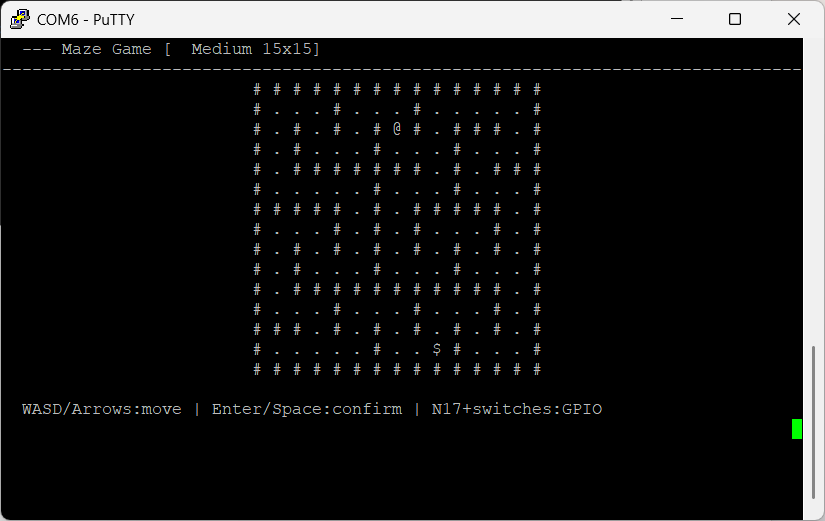 COM6 - PuTTY
--- Maze Game [  Medium 15x15]
--------------------------------------------------------------------------------
# # # # # # # # # # # # # # #
# . . . # . . . # . . . . . #
# . # . # . # @ # . # # # . #
# . # . . . # . . . # . . . #
# . # # # # # # # . # . # # #
# . . . . . # . . . # . . . #
# # # # # . # . # # # # # . #
# . . . # . # . # . . . # . #
# . # . # . # . # . # . # . #
# . # . . . # . . . # . . . #
# . # # # # # # # # # # # . #
# . . . # . . . # . . . # . #
# # # . # . # . # . # . # . #
# . . . . . # . . $ # . . . #
# # # # # # # # # # # # # # #
WASD/Arrows:move | Enter/Space:confirm | N17+switches:GPIO